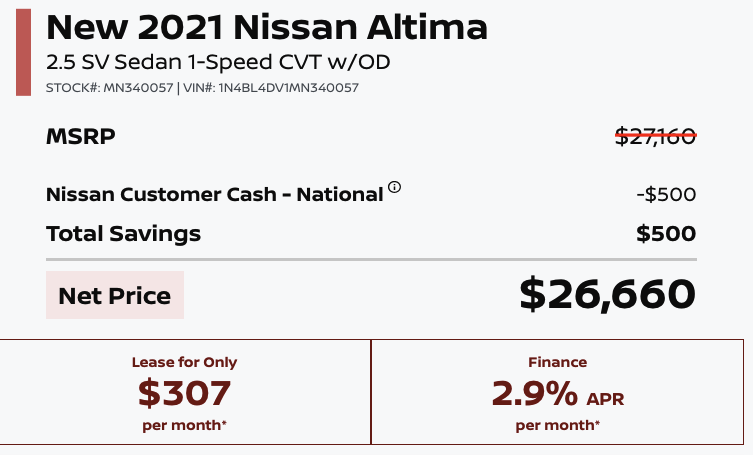 New 2021 Nissan Altima
2.5 SV Sedan 1-Speed CVT w/OD
STOCK#: MN340057 | VIN#: 1N4BL4DV1MN340057
MSRP $27,160
Nissan Customer Cash - National ⓘ -$500
Total Savings $500
Net Price $26,660
Lease for Only
$307
per month*
Finance
2.9% APR
per month*